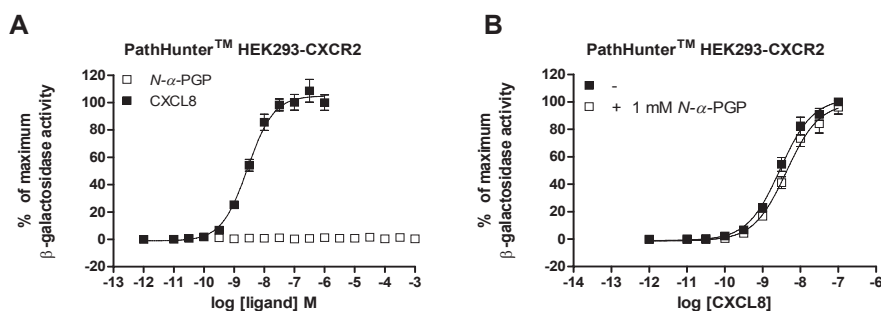 A
PathHunter™ HEK293-CXCR2
N-α-PGP
CXCL8
120
100
80
60
40
20
0
-20
% of maximum
β-galactosidase activity
-13 -12 -11 -10 -9 -8 -7 -6 -5 -4 -3
log [ligand] M
B
PathHunter™ HEK293-CXCR2
-
+ 1 mM N-α-PGP
120
100
80
60
40
20
0
-20
% of maximum
β-galactosidase activity
-14 -13 -12 -11 -10 -9 -8 -7 -6
log [CXCL8]